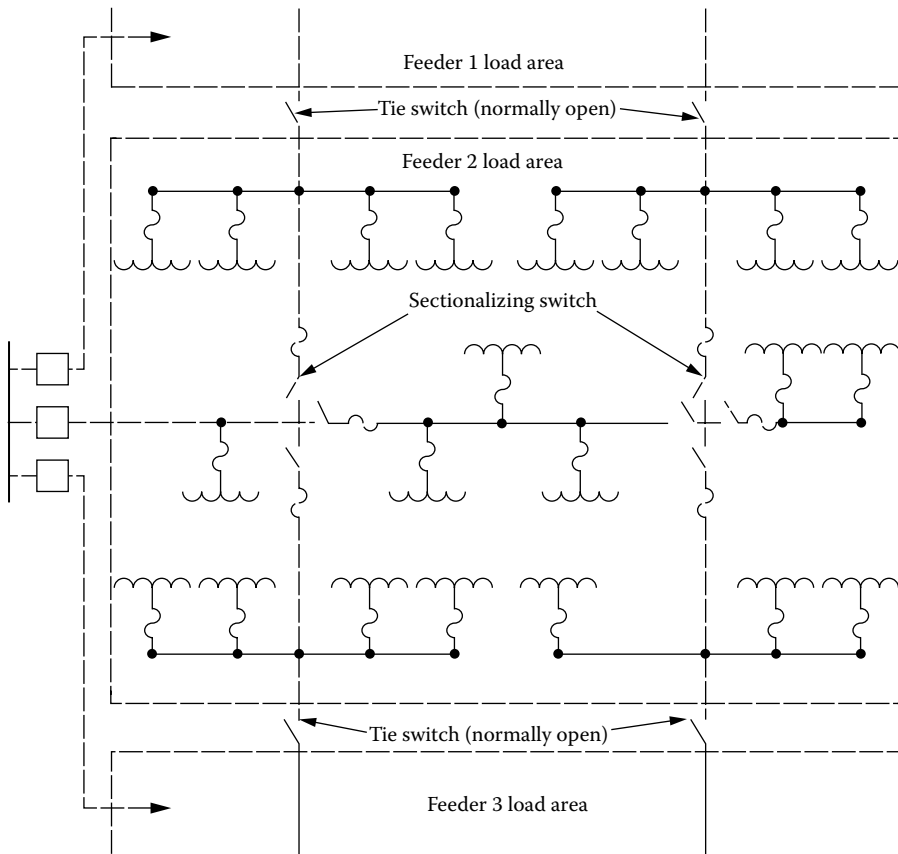 Feeder 1 load area
Tie switch (normally open)
Feeder 2 load area
Sectionalizing switch
Tie switch (normally open)
Feeder 3 load area